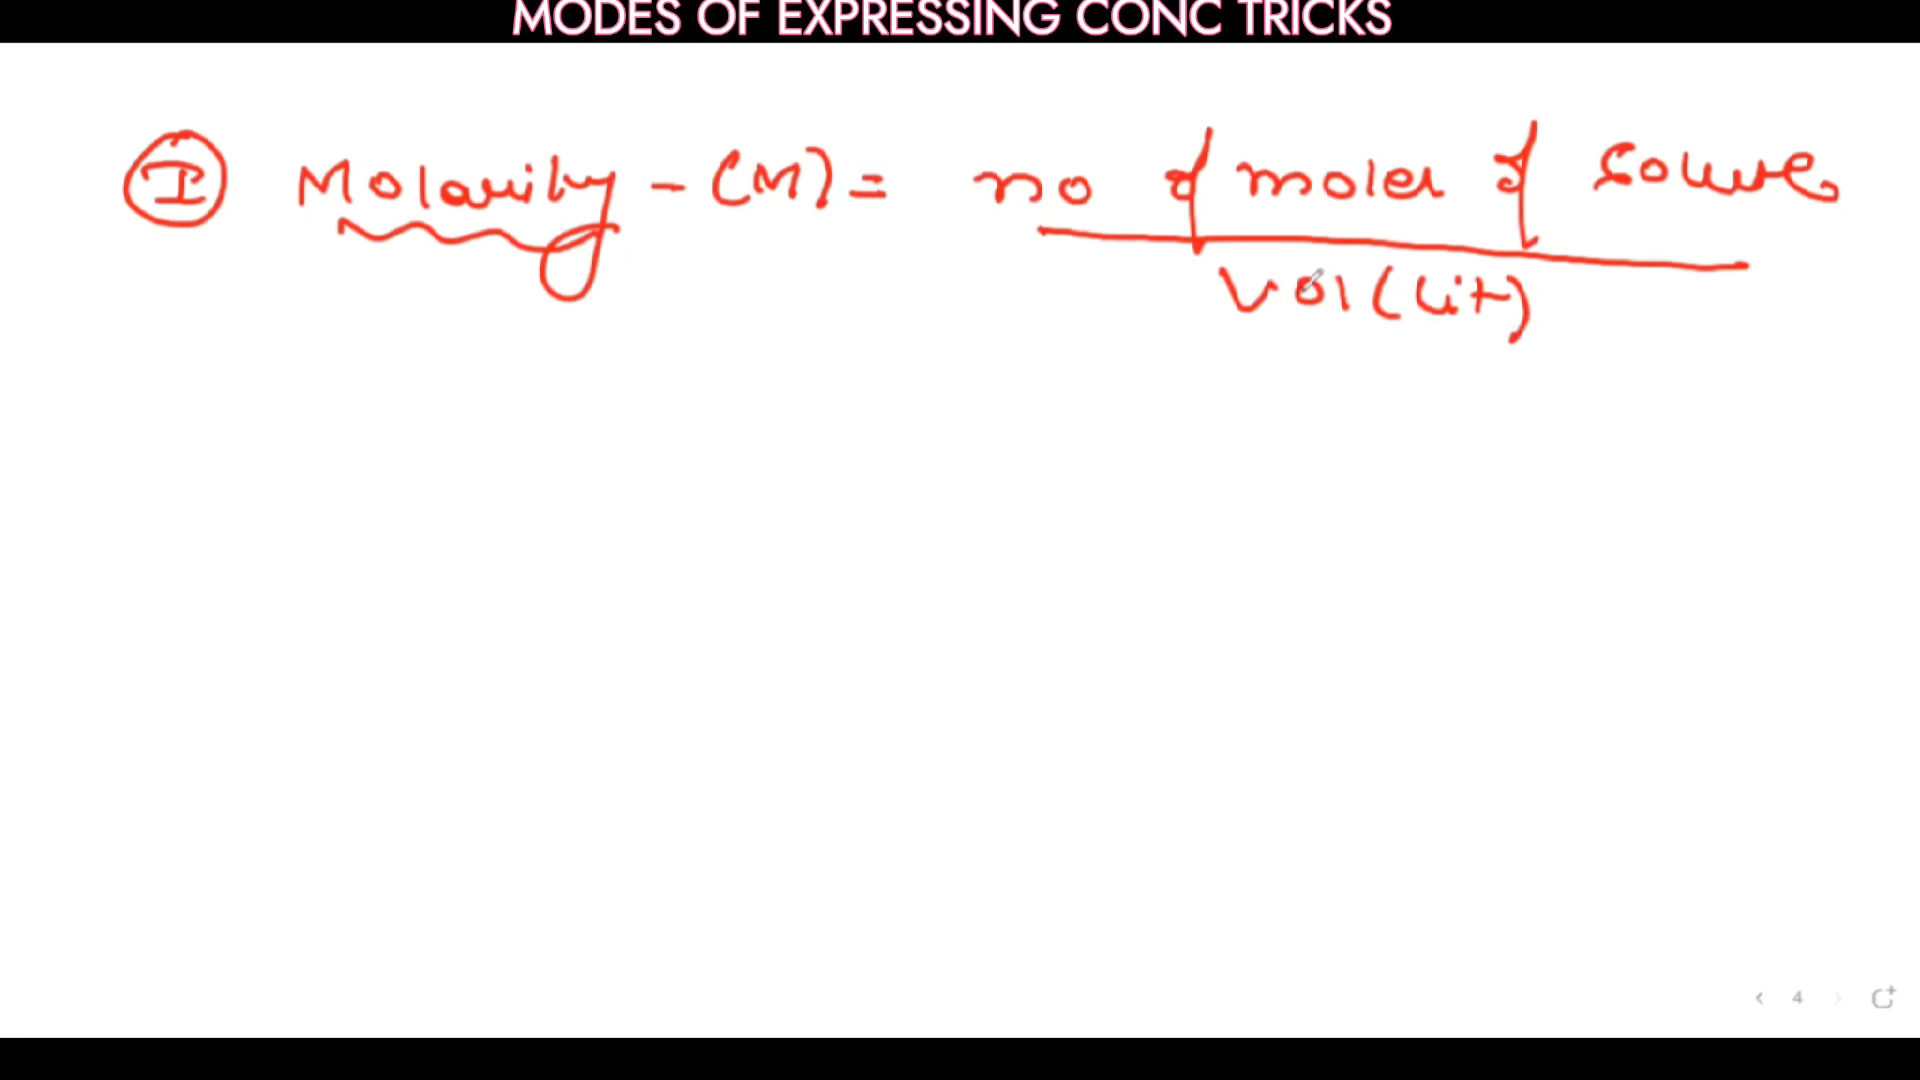 MODES OF EXPRESSING CONC TRICKS
I Molarity - (M) = no of moles of solute
Vol (Lit)
4